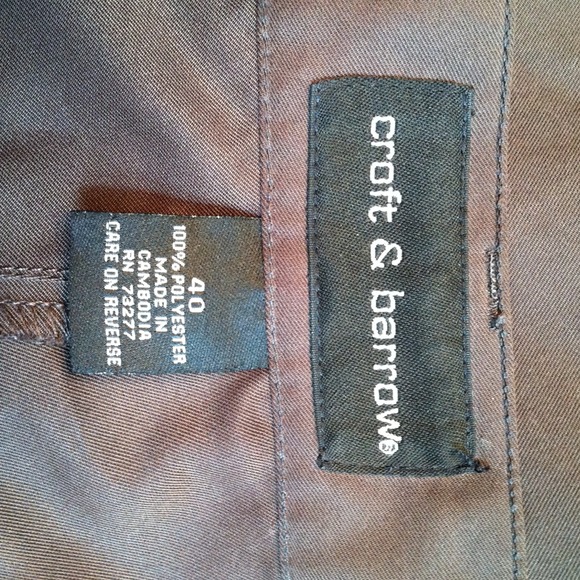 croft & barrow®
40
100% POLYESTER
MADE IN
CAMBODIA
RN 73277
CARE ON REVERSE